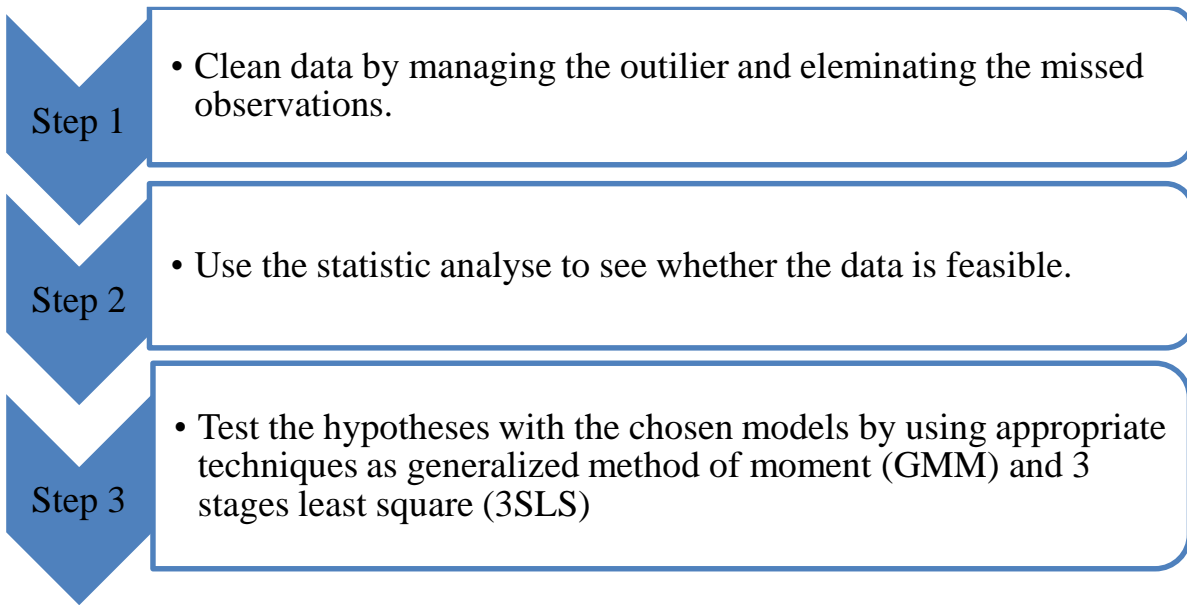 Step 1
• Clean data by managing the outilier and eleminating the missed
observations.
Step 2
• Use the statistic analyse to see whether the data is feasible.
Step 3
• Test the hypotheses with the chosen models by using appropriate
techniques as generalized method of moment (GMM) and 3
stages least square (3SLS)